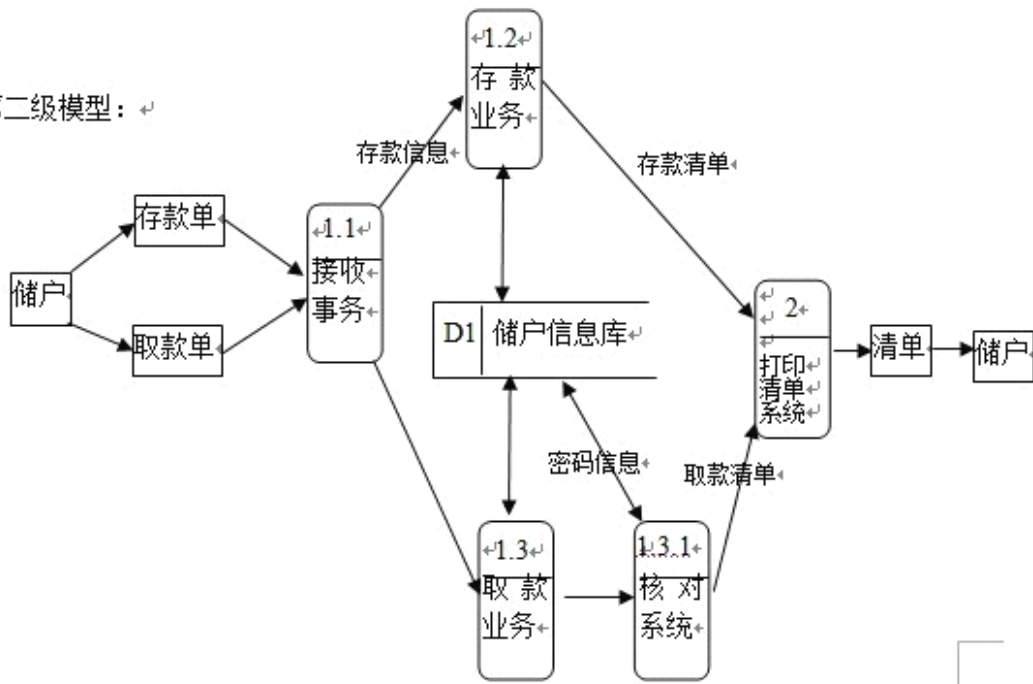 二级模型：
1.2
存款
业务
存款信息
存款清单
存款单
1.1
接收
事务
储户
取款单
D1 储户信息库
2
打印
清单
系统
清单
储户
密码信息
取款清单
1.3
取款
业务
1.3.1
核对
系统